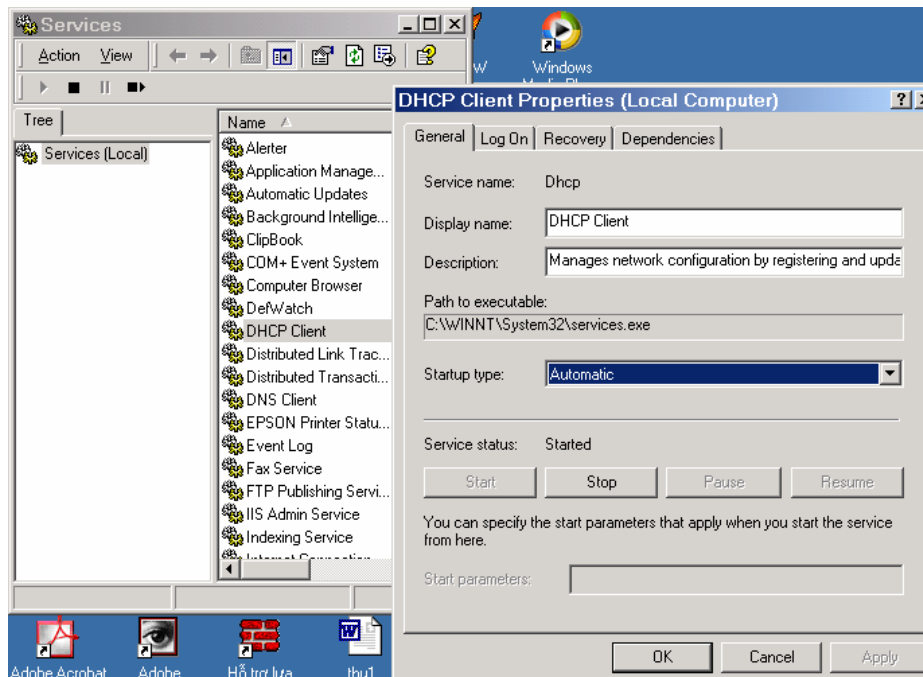 Services
Action View
Tree
Services (Local)
Name
Alerter
Application Manage...
Automatic Updates
Background Intellige...
ClipBook
COM+ Event System
Computer Browser
DefWatch
DHCP Client
Distributed Link Trac...
Distributed Transacti...
DNS Client
EPSON Printer Statu...
Event Log
Fax Service
FTP Publishing Servi...
IIS Admin Service
Indexing Service
W
Windows
DHCP Client Properties (Local Computer)
General Log On Recovery Dependencies
Service name: Dhcp
Display name: DHCP Client
Description: Manages network configuration by registering and upda
Path to executable:
C:\WINNT\System32\services.exe
Startup type: Automatic
Service status: Started
Start Stop Pause Resume
You can specify the start parameters that apply when you start the service
from here.
Start parameters:
OK Cancel Apply
Adobe Acrobat
Adobe
Hỗ trợ lựa
thu1